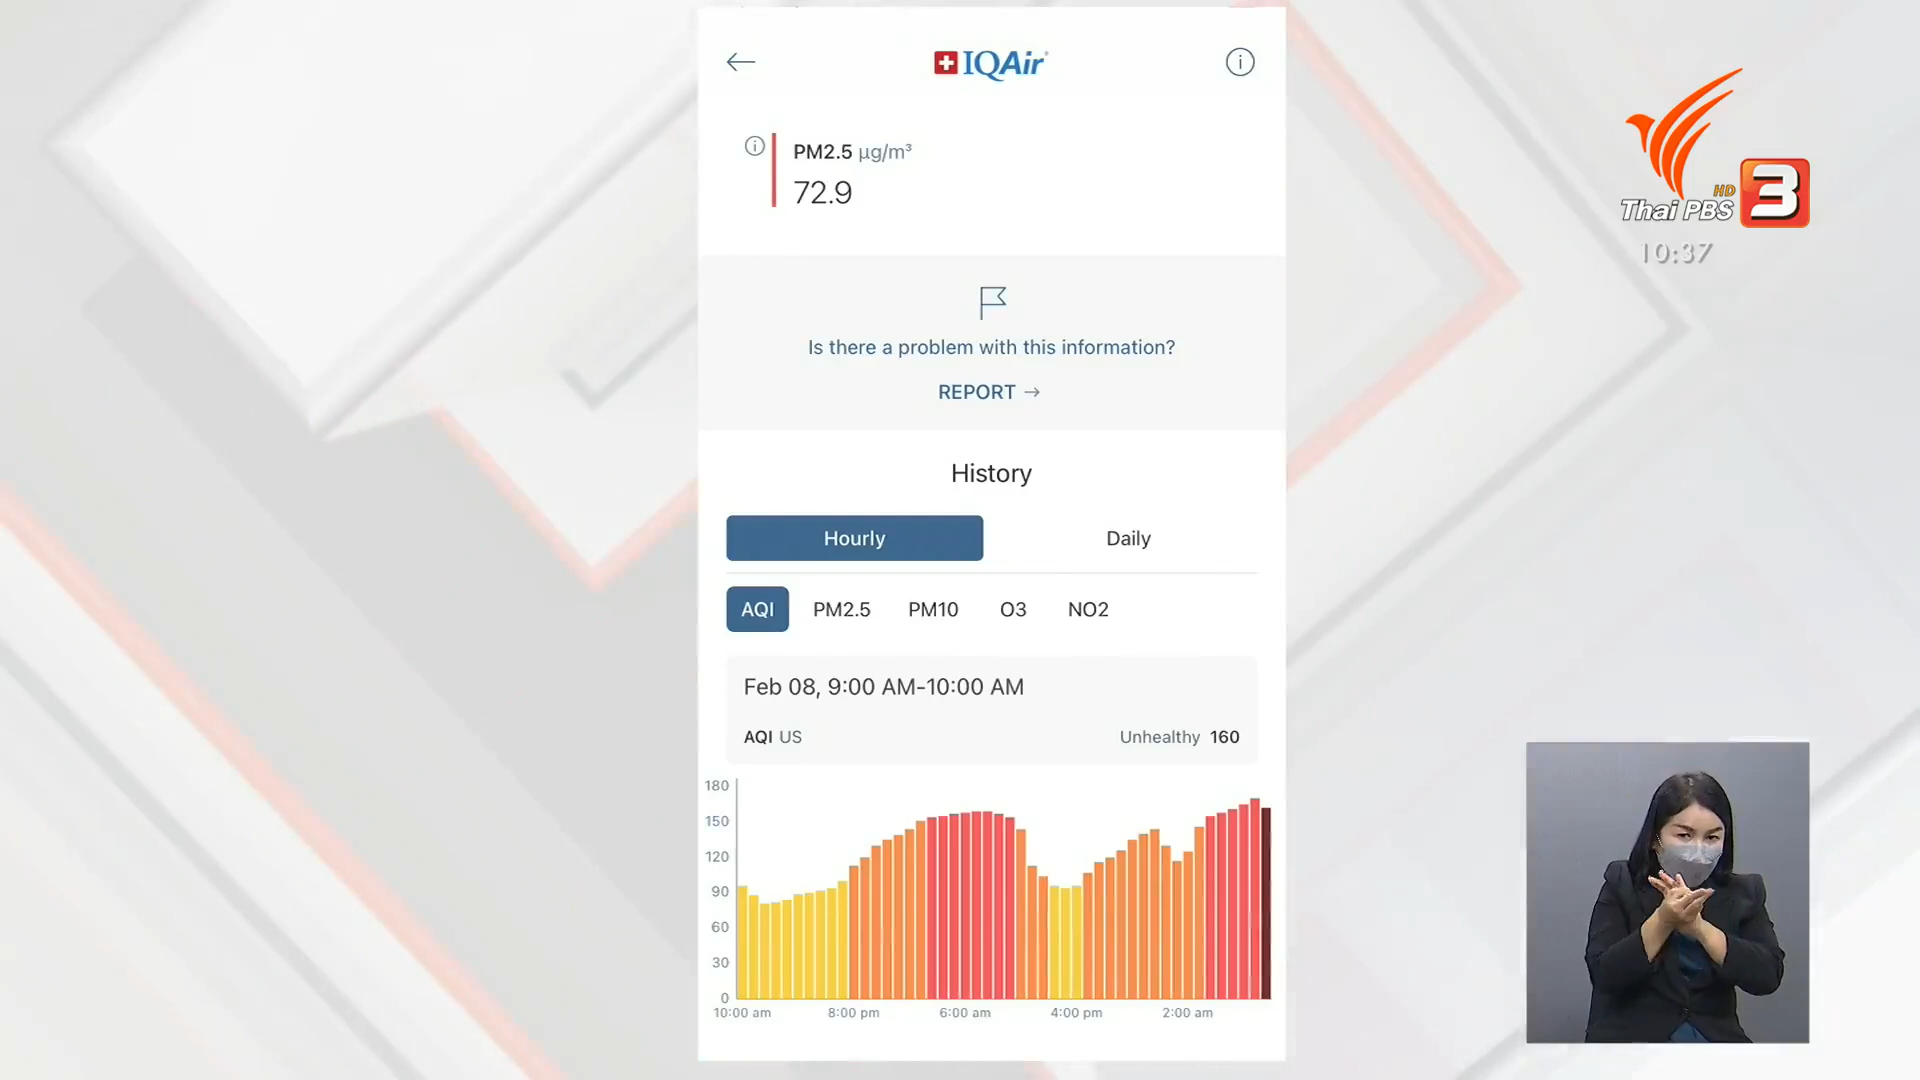 IQAir
PM2.5 µg/m³
72.9
Is there a problem with this information?
REPORT →
History
Hourly
Daily
AQI
PM2.5
PM10
O3
NO2
Feb 08, 9:00 AM-10:00 AM
AQI US
Unhealthy 160
180
150
120
90
60
30
0
10:00 am
8:00 pm
6:00 am
4:00 pm
2:00 am
HD
Thai PBS
3
10:37